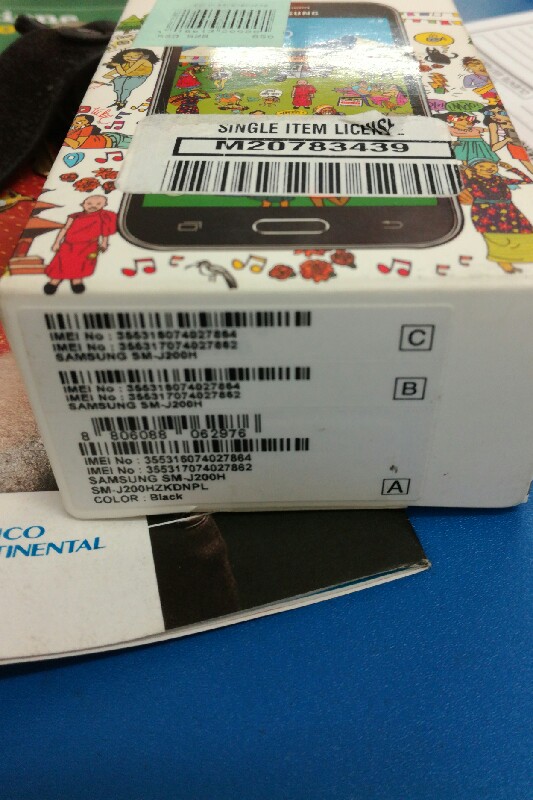 SAMSUNG
SINGLE ITEM LICENSE
M20783439
IMEI No : 355316074027864
IMEI No : 355317074027862
SAMSUNG SM-J200H
C
IMEI No : 355316074027864
IMEI No : 355317074027862
SAMSUNG SM-J200H
B
8 806088 062976
IMEI No : 355316074027864
IMEI No : 355317074027862
SAMSUNG SM-J200H
SM-J200HZKDNPL
COLOR : Black
A
TINENTAL